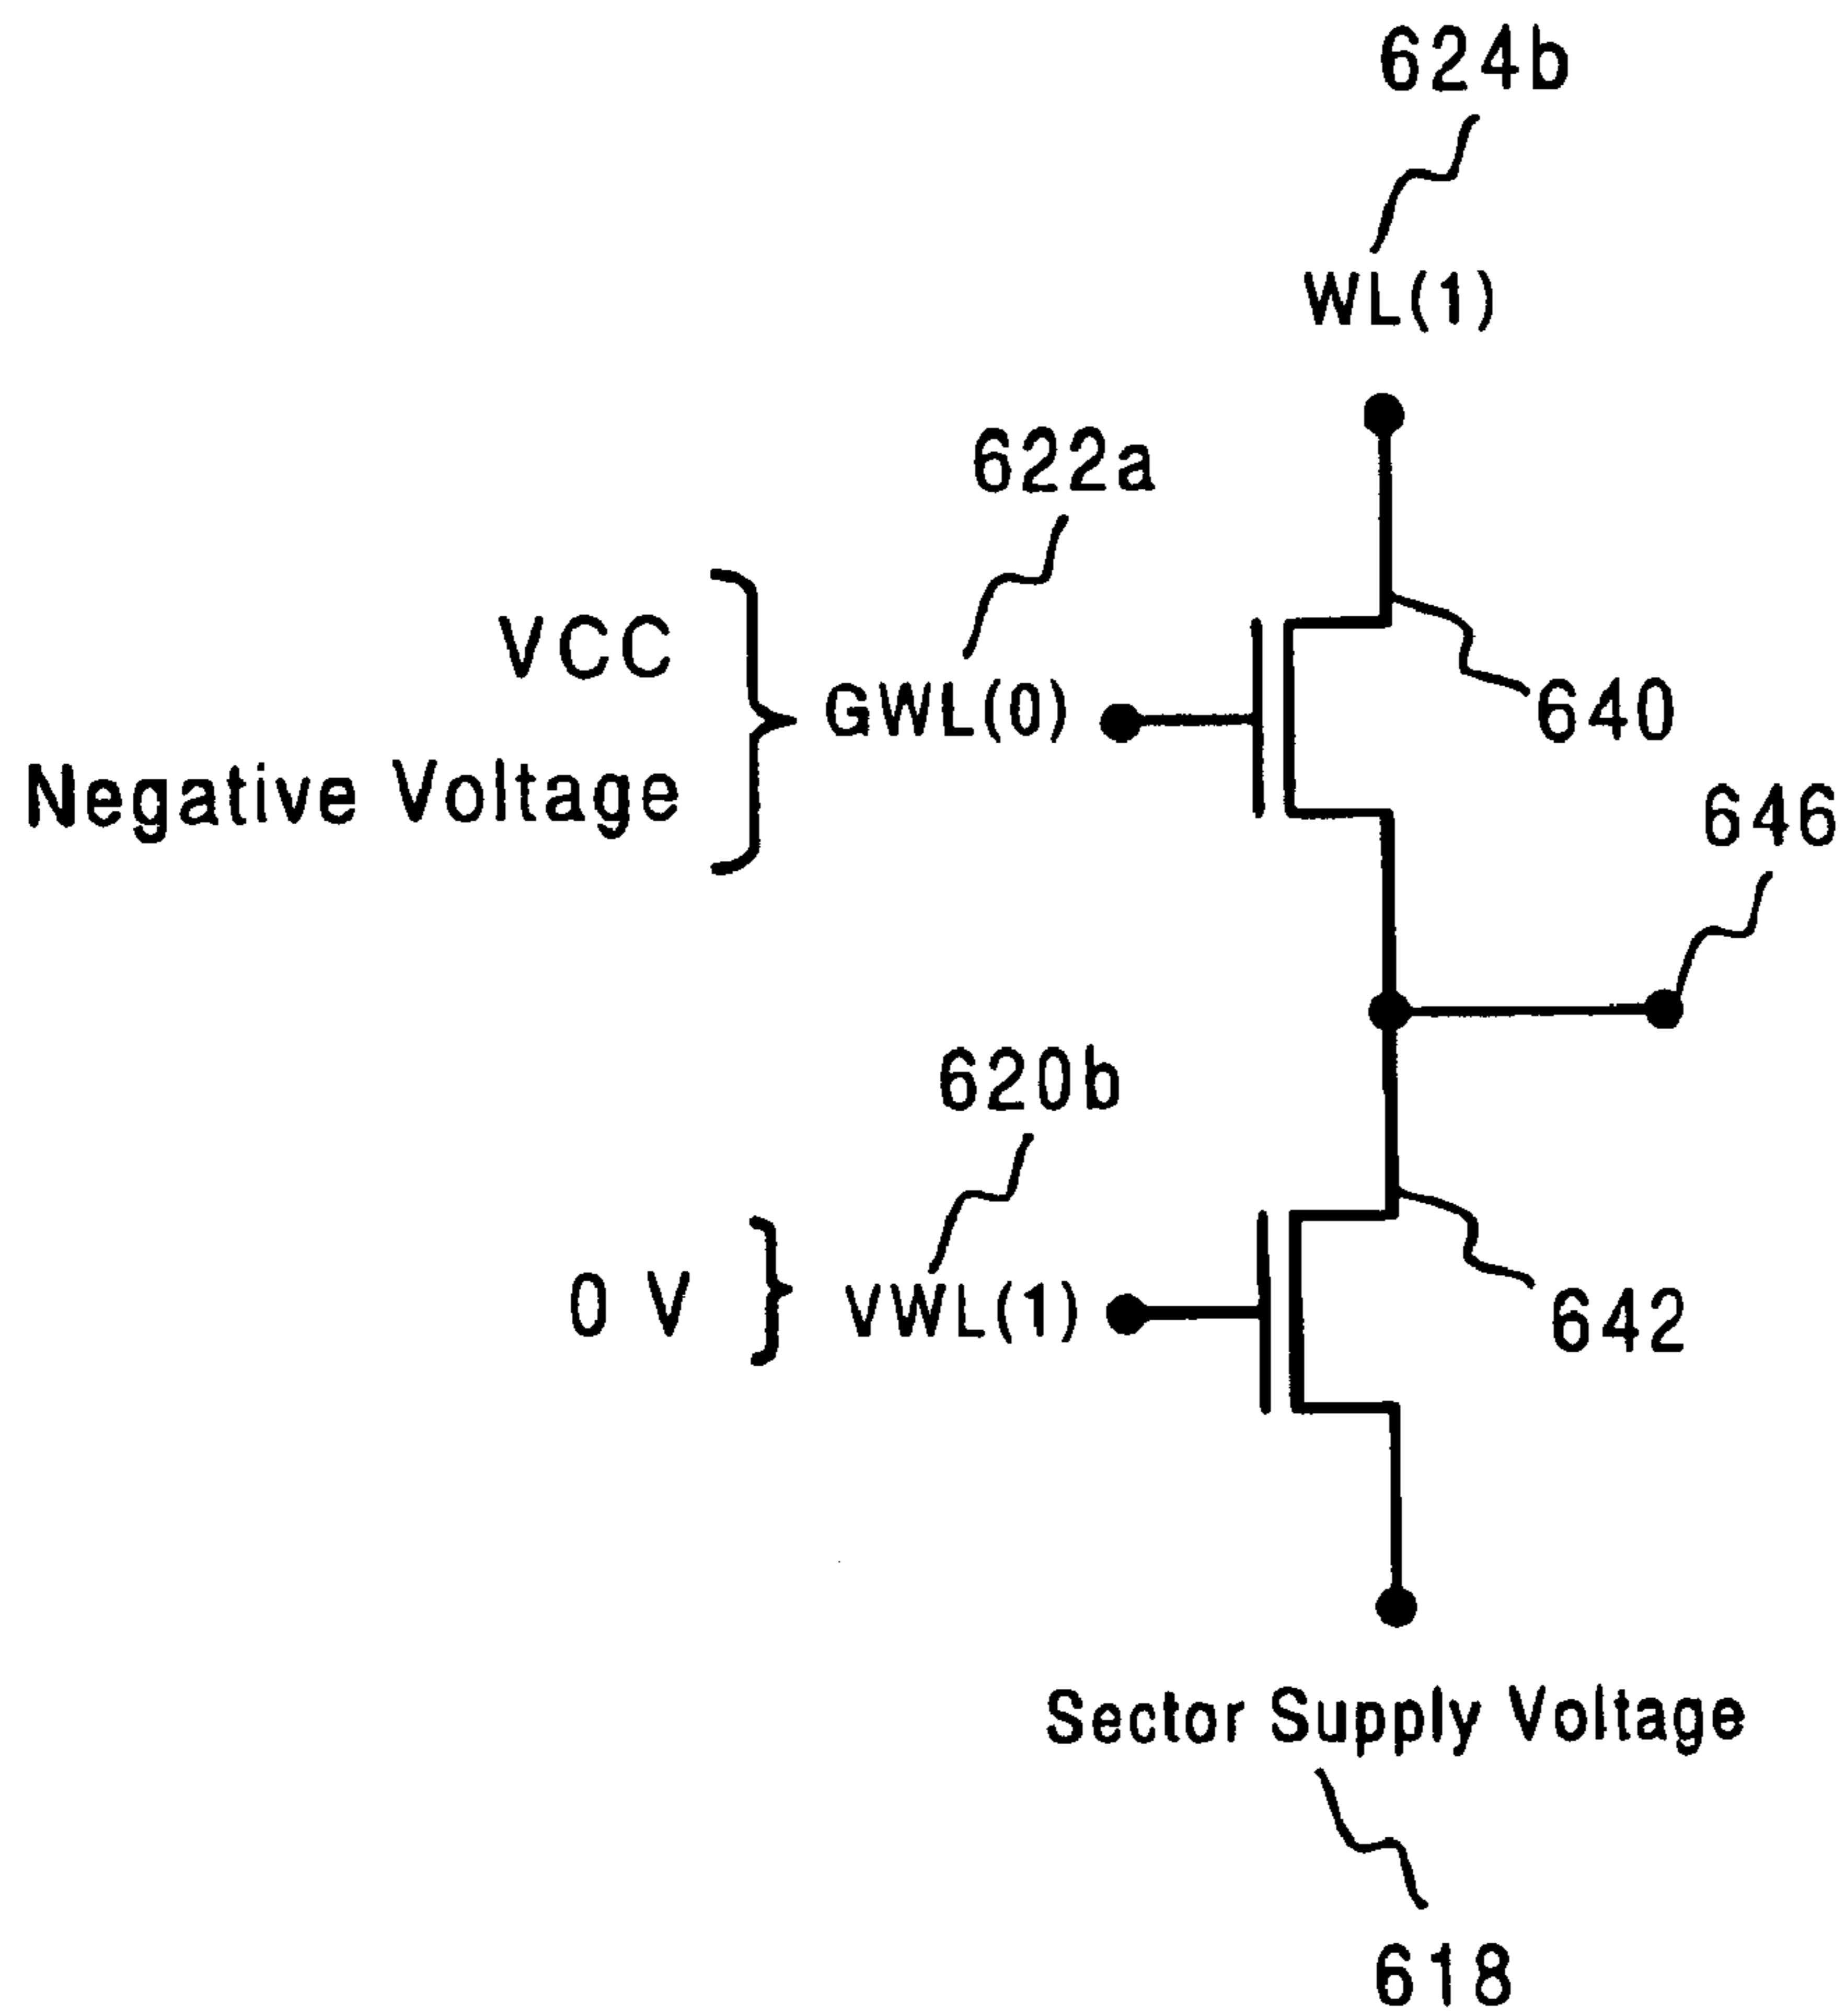 624b
WL(1)
622a
VCC
GWL(0)
640
Negative Voltage
646
620b
0 V
VWL(1)
642
Sector Supply Voltage
618